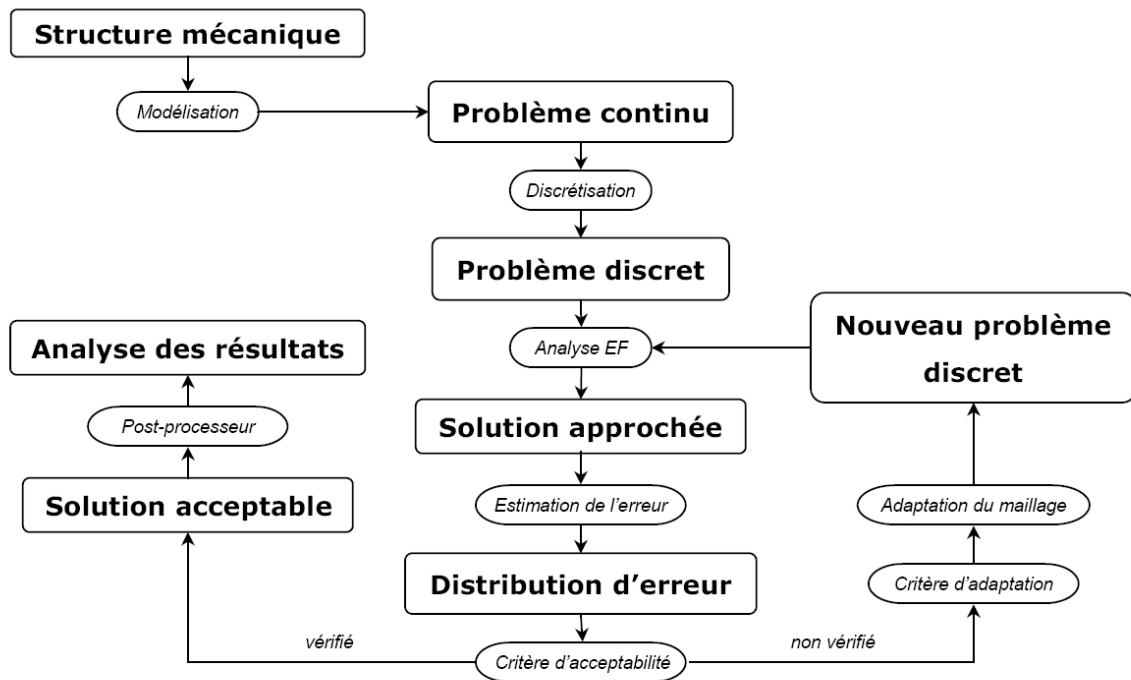 Structure mécanique
Modélisation
Problème continu
Discrétisation
Problème discret
Nouveau problème
discret
Analyse des résultats
Analyse EF
Post-processeur
Solution approchée
Solution acceptable
Estimation de l'erreur
Adaptation du maillage
Distribution d'erreur
Critère d'adaptation
vérifié
non vérifié
Critère d'acceptabilité